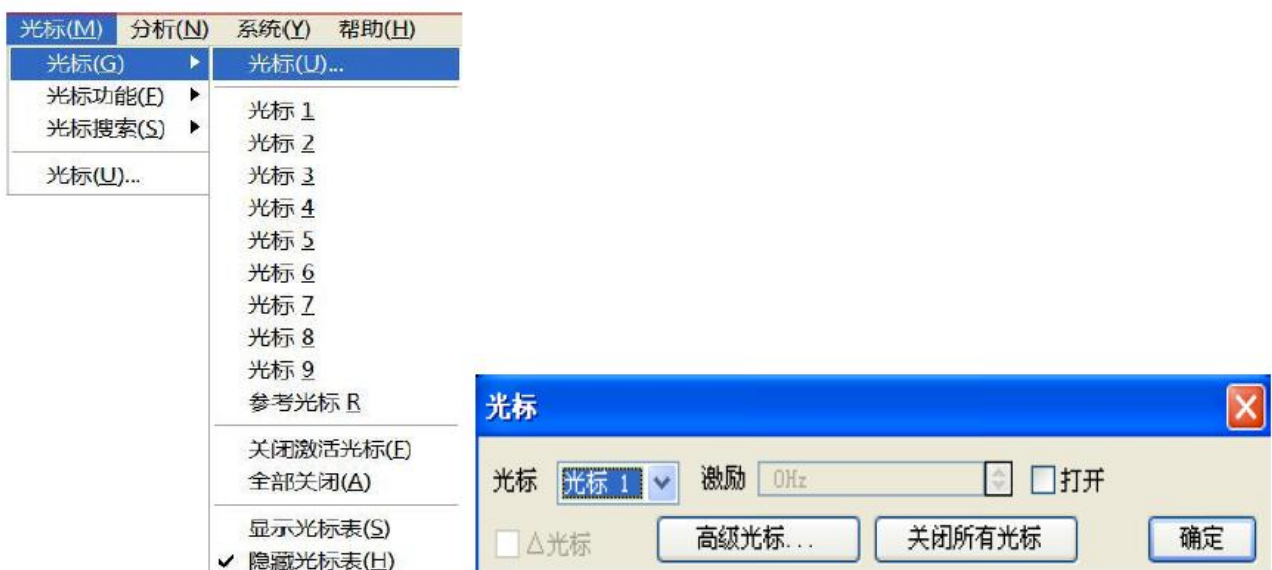 光标(M) 分析(N) 系统(Y) 帮助(H)
光标(G)
光标功能(F)
光标搜索(S)
光标(U)...
光标(U)...
光标 1
光标 2
光标 3
光标 4
光标 5
光标 6
光标 7
光标 8
光标 9
参考光标 R
关闭激活光标(F)
全部关闭(A)
显示光标表(S)
✓ 隐藏光标表(H)
光标
光标 光标 1 激励 0Hz 打开
Δ光标 高级光标... 关闭所有光标 确定